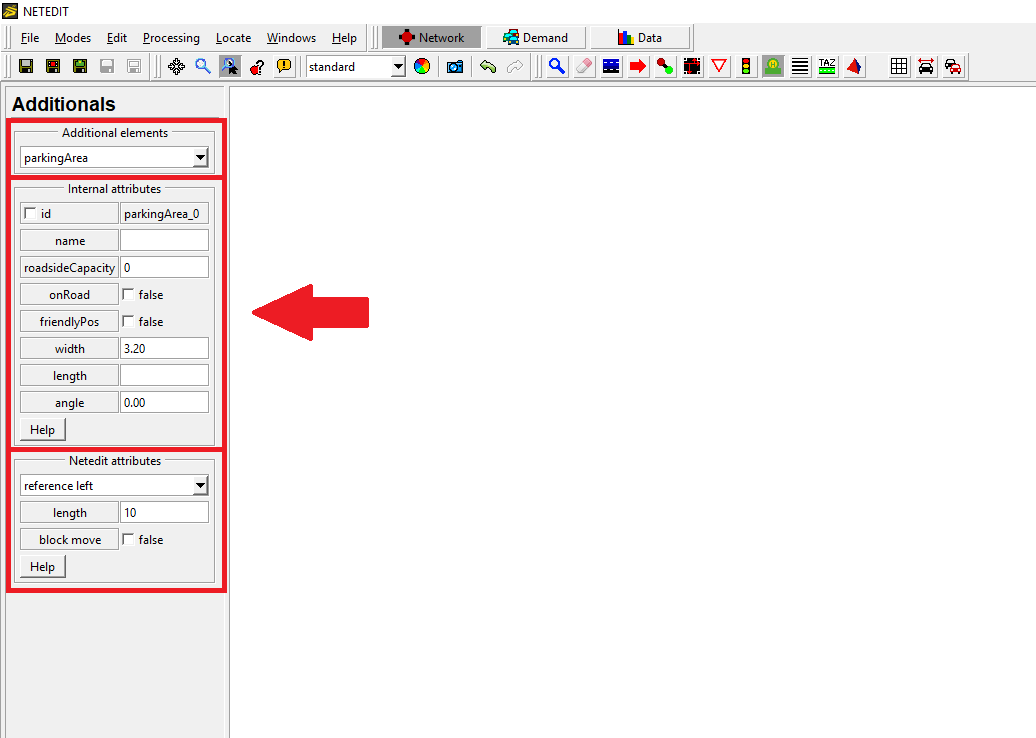 NETEDIT
File Modes Edit Processing Locate Windows Help Network Demand Data
standard TAZ
Additionals
Additional elements
parkingArea
Internal attributes
id parkingArea_0
name
roadsideCapacity 0
onRoad false
friendlyPos false
width 3.20
length
angle 0.00
Help
Netedit attributes
reference left
length 10
block move false
Help